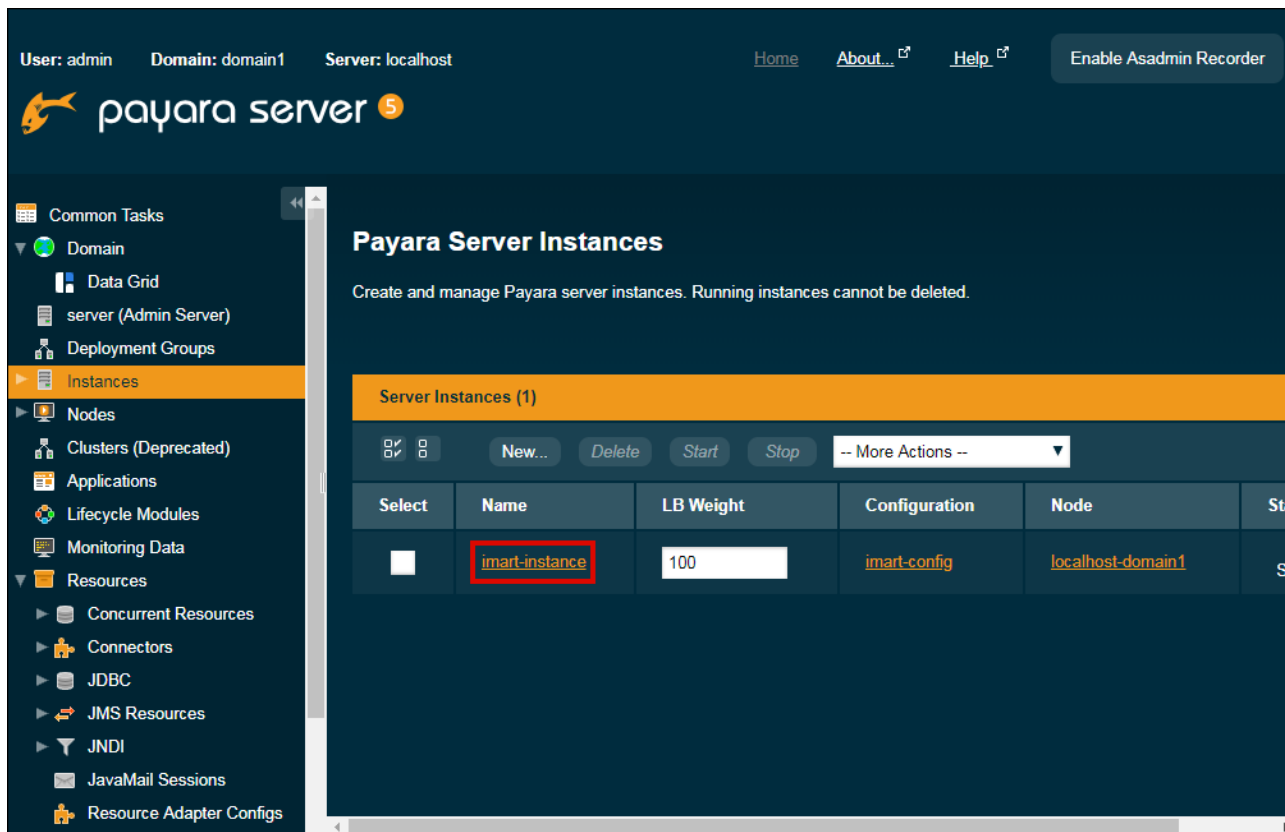 User: admin Domain: domain1 Server: localhost Home About... Help Enable Asadmin Recorder
payara server 5
Common Tasks
Domain
Data Grid
server (Admin Server)
Deployment Groups
Instances
Nodes
Clusters (Deprecated)
Applications
Lifecycle Modules
Monitoring Data
Resources
Concurrent Resources
Connectors
JDBC
JMS Resources
JNDI
JavaMail Sessions
Resource Adapter Configs
Payara Server Instances
Create and manage Payara server instances. Running instances cannot be deleted.
Server Instances (1)
New... Delete Start Stop -- More Actions --
Select Name LB Weight Configuration Node
imart-instance 100 imart-config localhost-domain1